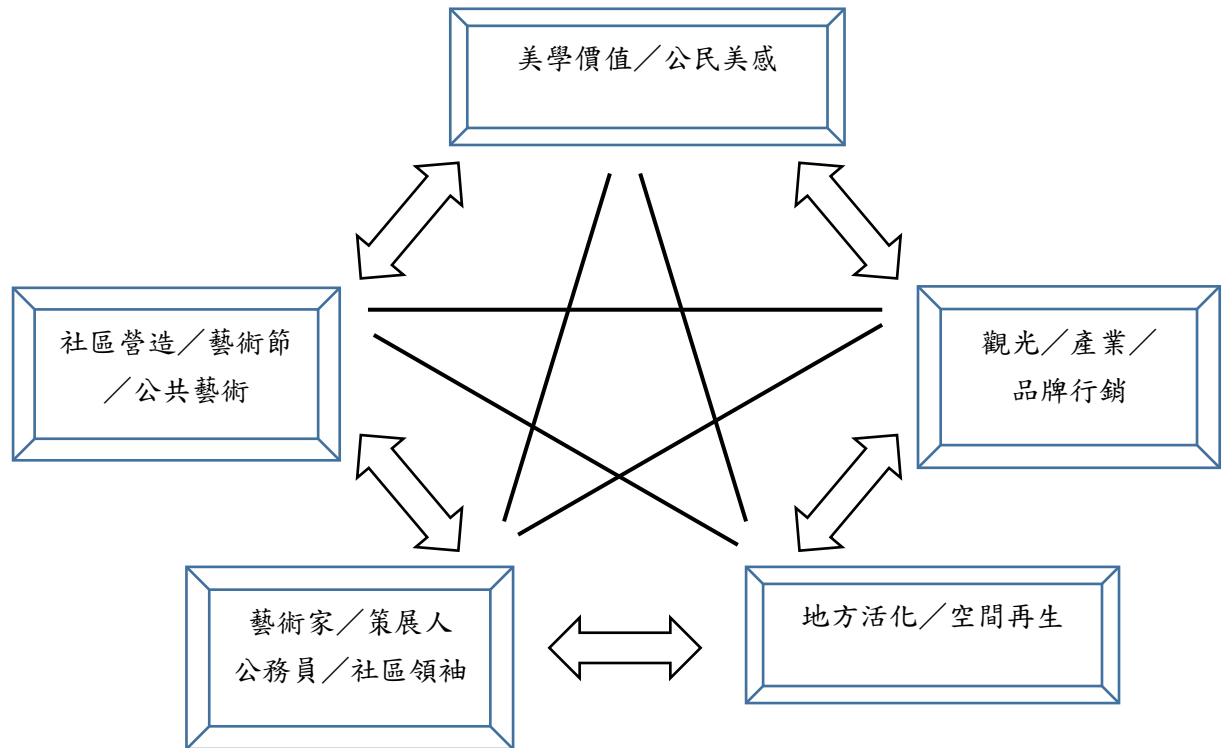 美學價值／公民美感
社區營造／藝術節
／公共藝術
觀光／產業／
品牌行銷
藝術家／策展人
公務員／社區領袖
地方活化／空間再生